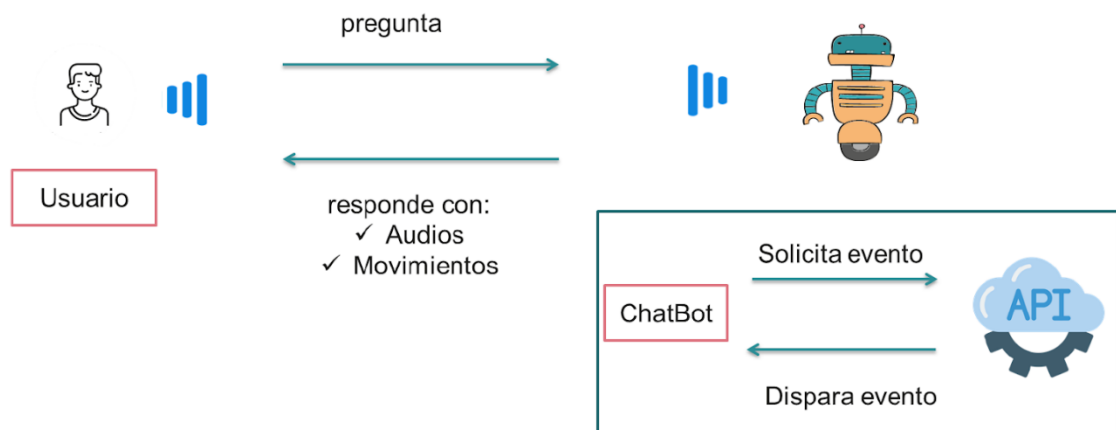 pregunta
Usuario
responde con:
✓ Audios
✓ Movimientos
Solicita evento
ChatBot
API
Dispara evento